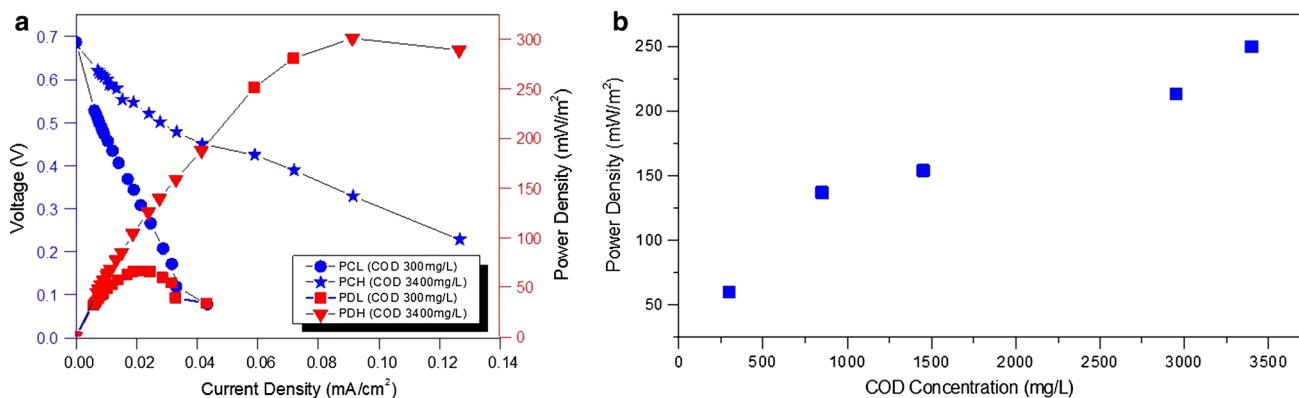 a
0.7
0.6
0.5
0.4
0.3
0.2
0.1
0.0
Voltage (V)
300
250
200
150
100
50
0
Power Density (mW/m²)
PCL (COD 300mg/L)
PCH (COD 3400mg/L)
PDL (COD 300mg/L)
PDH (COD 3400mg/L)
0.00 0.02 0.04 0.06 0.08 0.10 0.12 0.14
Current Density (mA/cm²)
b
250
200
150
100
50
Power Density (mW/m²)
0 500 1000 1500 2000 2500 3000 3500
COD Concentration (mg/L)